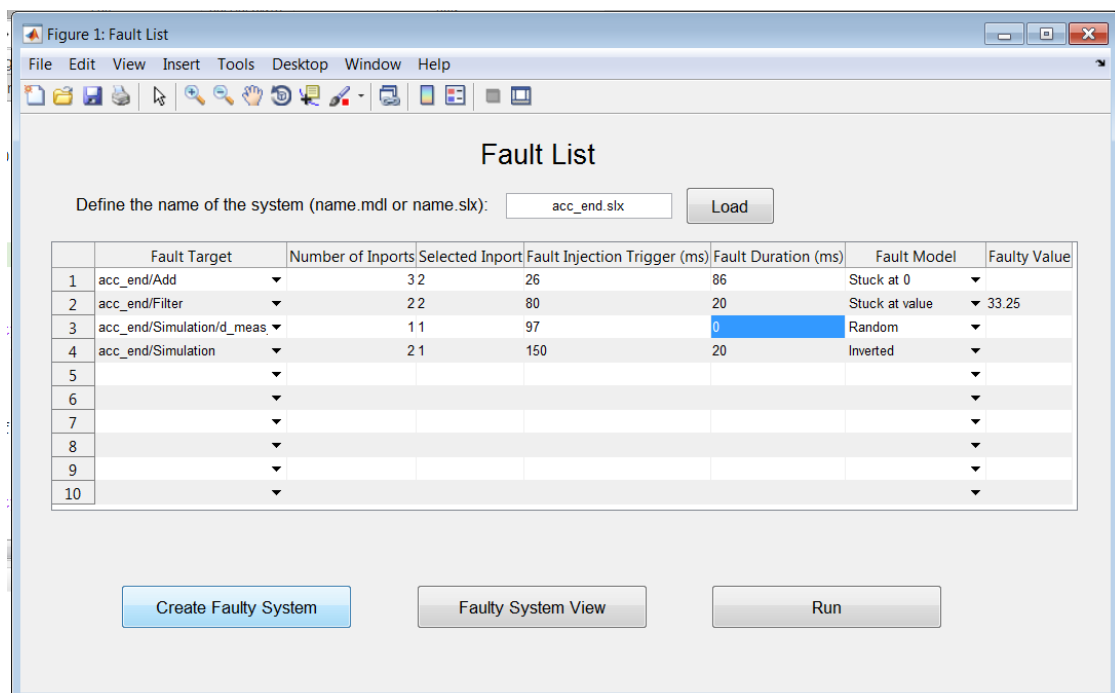 Figure 1: Fault List
File Edit View Insert Tools Desktop Window Help
Fault List
Define the name of the system (name.mdl or name.slx): acc_end.slx Load
Fault Target Number of Inports Selected Inport Fault Injection Trigger (ms) Fault Duration (ms) Fault Model Faulty Value
1 acc_end/Add 3 2 26 86 Stuck at 0
2 acc_end/Filter 2 2 80 20 Stuck at value 33.25
3 acc_end/Simulation/d_meas_ 1 1 97 0 Random
4 acc_end/Simulation 2 1 150 20 Inverted
5
6
7
8
9
10
Create Faulty System Faulty System View Run